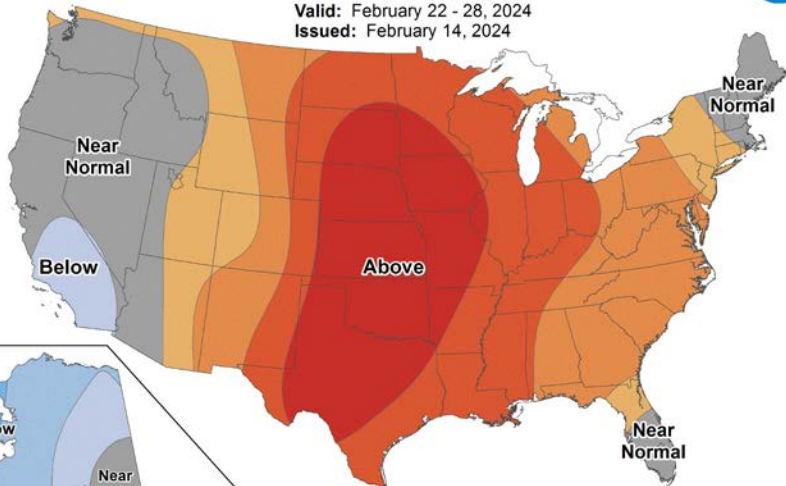 Valid: February 22 - 28, 2024
Issued: February 14, 2024
Near
Normal
Near
Normal
Below
Above
Near
Normal
Near